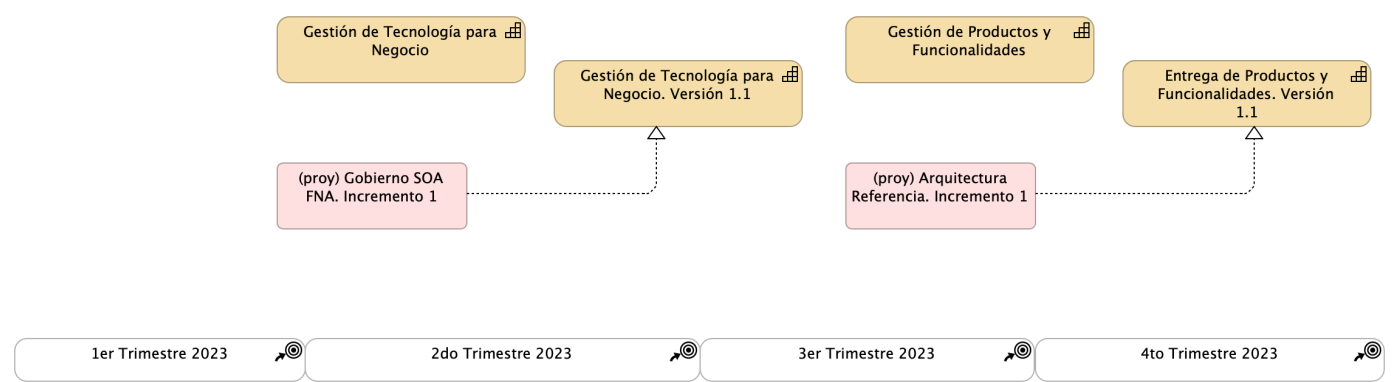 Gestión de Tecnología para
Negocio
Gestión de Tecnología para
Negocio. Versión 1.1
(proy) Gobierno SOA
FNA. Incremento 1
Gestión de Productos y
Funcionalidades
Entrega de Productos y
Funcionalidades. Versión
1.1
(proy) Arquitectura
Referencia. Incremento 1
1er Trimestre 2023
2do Trimestre 2023
3er Trimestre 2023
4to Trimestre 2023